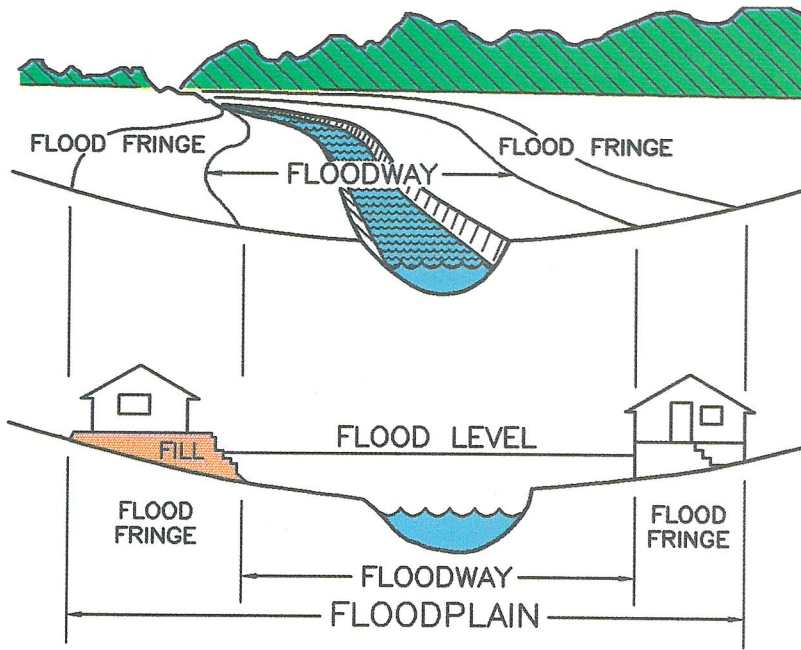 FLOOD FRINGE
FLOOD FRINGE
FLOODWAY
FLOOD LEVEL
FILL
FLOOD
FRINGE
FLOOD
FRINGE
FLOODWAY
FLOODPLAIN